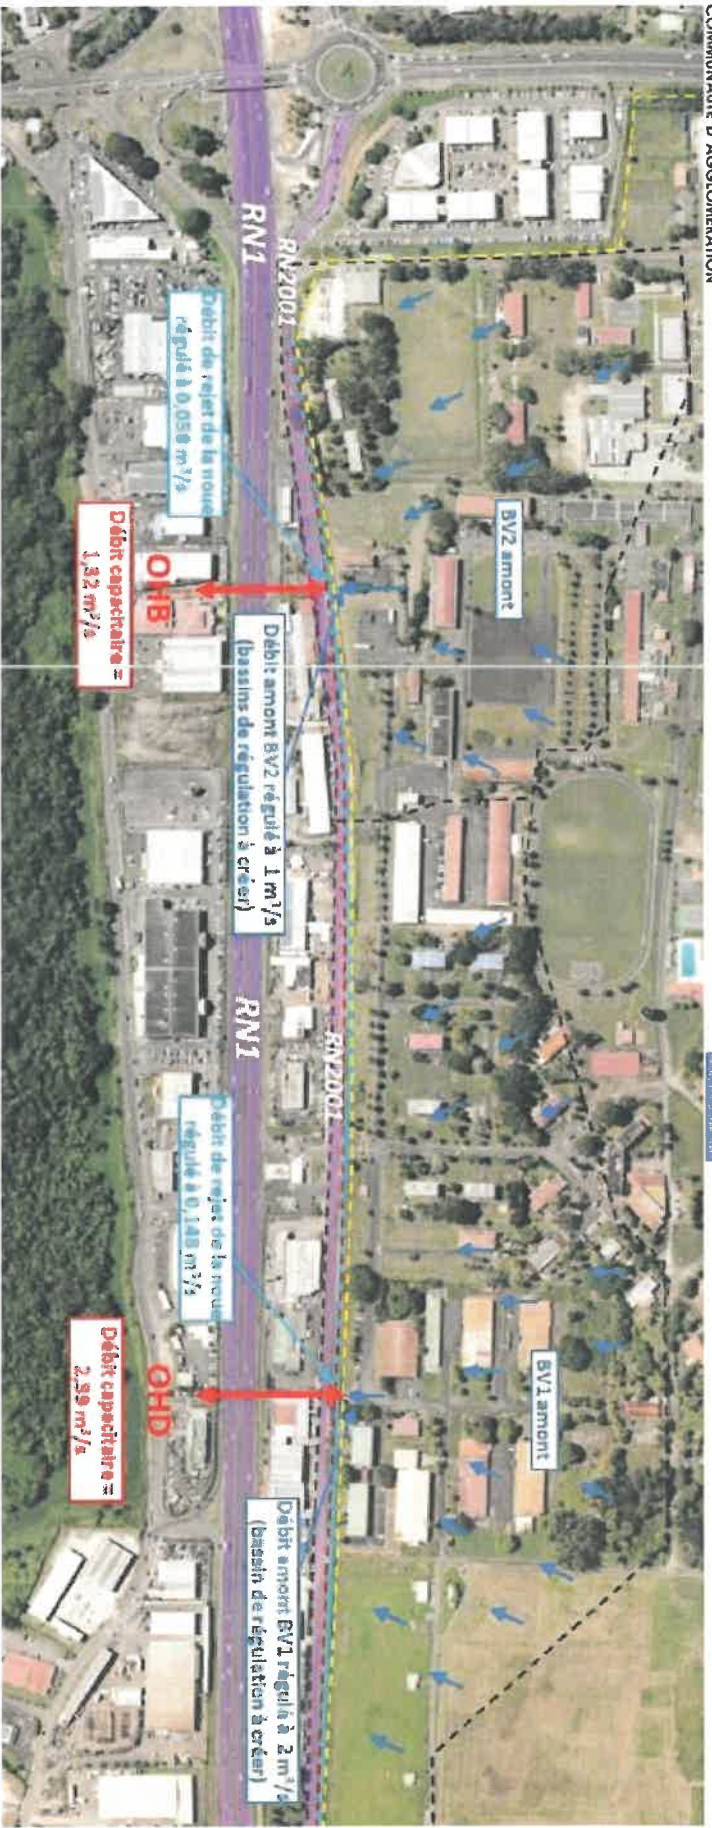 COMMUNAUTE D'AGGLOMERATION
RN1
RN2001
Débit de rejet de la noue
régulé à 0,058 m³/s
BV2 amont
OHB
Débit capacitaire =
1,32 m³/s
Débit amont BV2 régulé à 1 m³/s
(bassins de régulation à créer)
RN1
RN2001
Débit de rejet de la noue
régulé à 0,148 m³/s
BV1 amont
OHD
Débit capacitaire =
2,99 m³/s
Débit amont BV1 régulé à 2 m³/s
(bassin de régulation à créer)